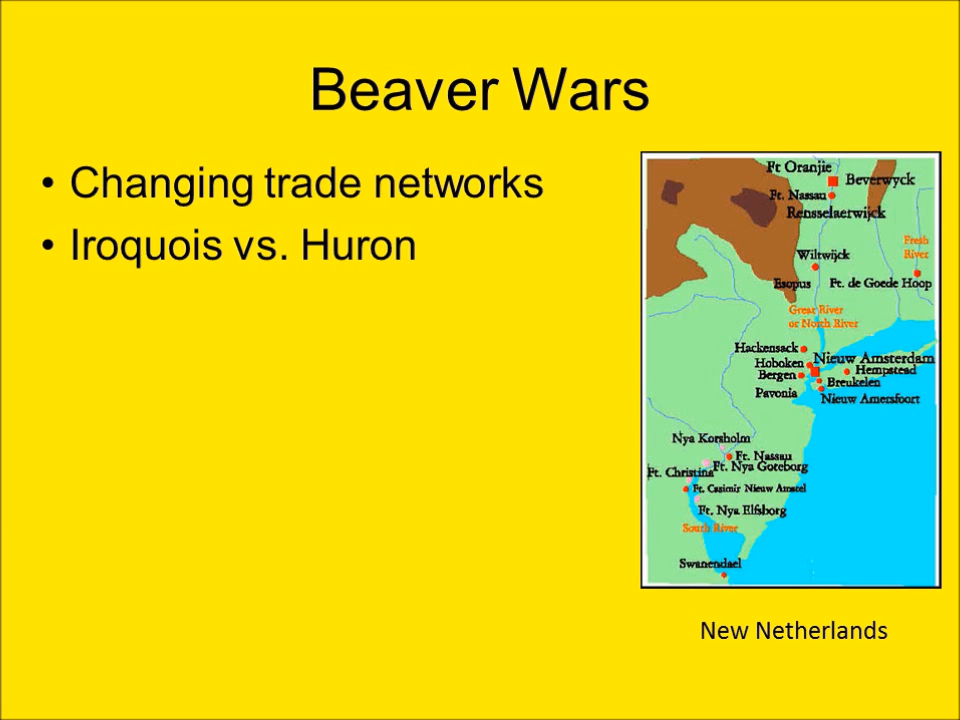 Beaver Wars
• Changing trade networks
• Iroquois vs. Huron
Ft Oranjie
Beverwyck
Ft. Nassau
Rensselaerwijck
Fresh
River
Wiltwijck
Esopus
Ft. de Goede Hoop
Great River
or North River
Hackensack
Nieuw Amsterdam
Hoboken
Hempstead
Bergen
Breukelen
Pavonia
Nieuw Amersfoort
Nya Korsholm
Ft. Nassau
Ft. Nya Goteborg
Ft. Christina
Ft. Casimir Nieuw Amstel
Ft. Nya Elfsborg
South River
Swanendael
New Netherlands